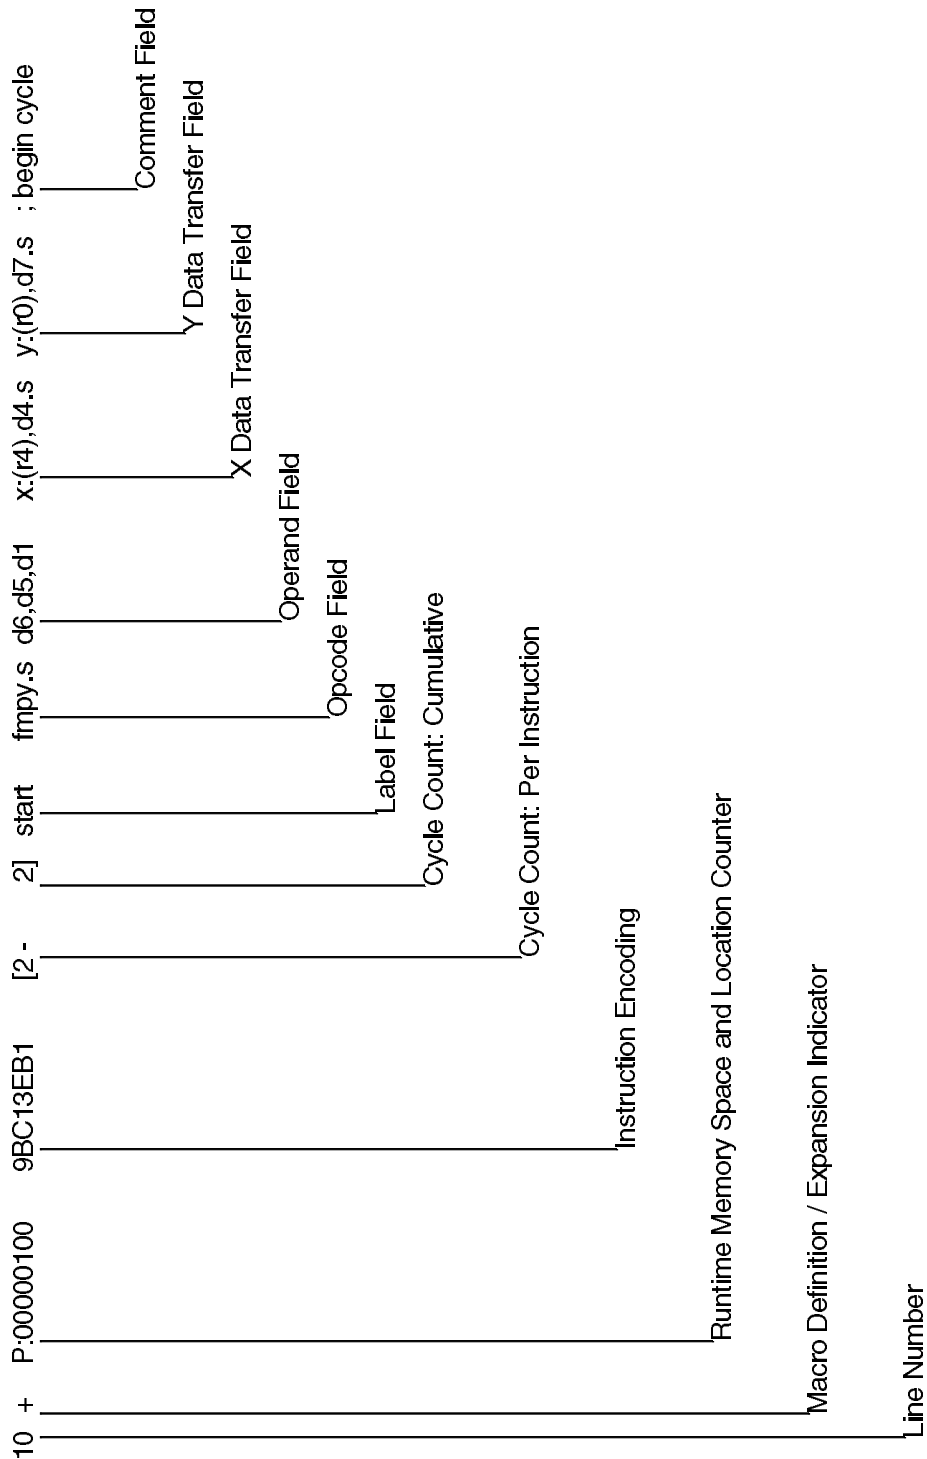 10 + P:00000100 9BC13EB1 [2 - 2] start fmpy.s d6,d5,d1 x:(r4),d4.s y:(r0),d7.s ; begin cycle
Comment Field
Y Data Transfer Field
X Data Transfer Field
Operand Field
Opcode Field
Label Field
Cycle Count: Cumulative
Cycle Count: Per Instruction
Instruction Encoding
Runtime Memory Space and Location Counter
Macro Definition / Expansion Indicator
Line Number